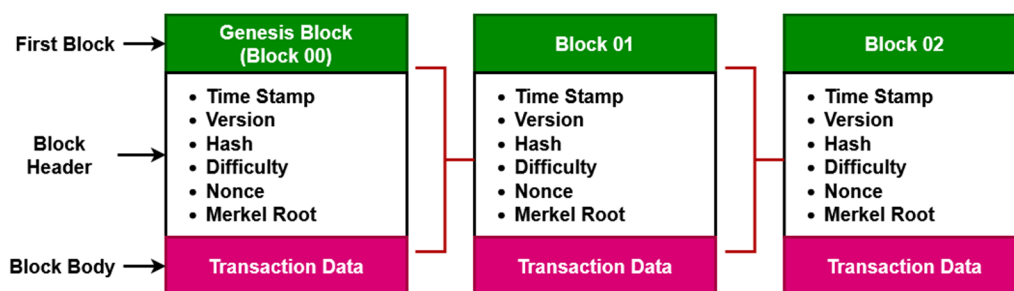 First Block
Genesis Block
(Block 00)
Block 01
Block 02
Block
Header
• Time Stamp
• Version
• Hash
• Difficulty
• Nonce
• Merkel Root
• Time Stamp
• Version
• Hash
• Difficulty
• Nonce
• Merkel Root
• Time Stamp
• Version
• Hash
• Difficulty
• Nonce
• Merkel Root
Block Body
Transaction Data
Transaction Data
Transaction Data